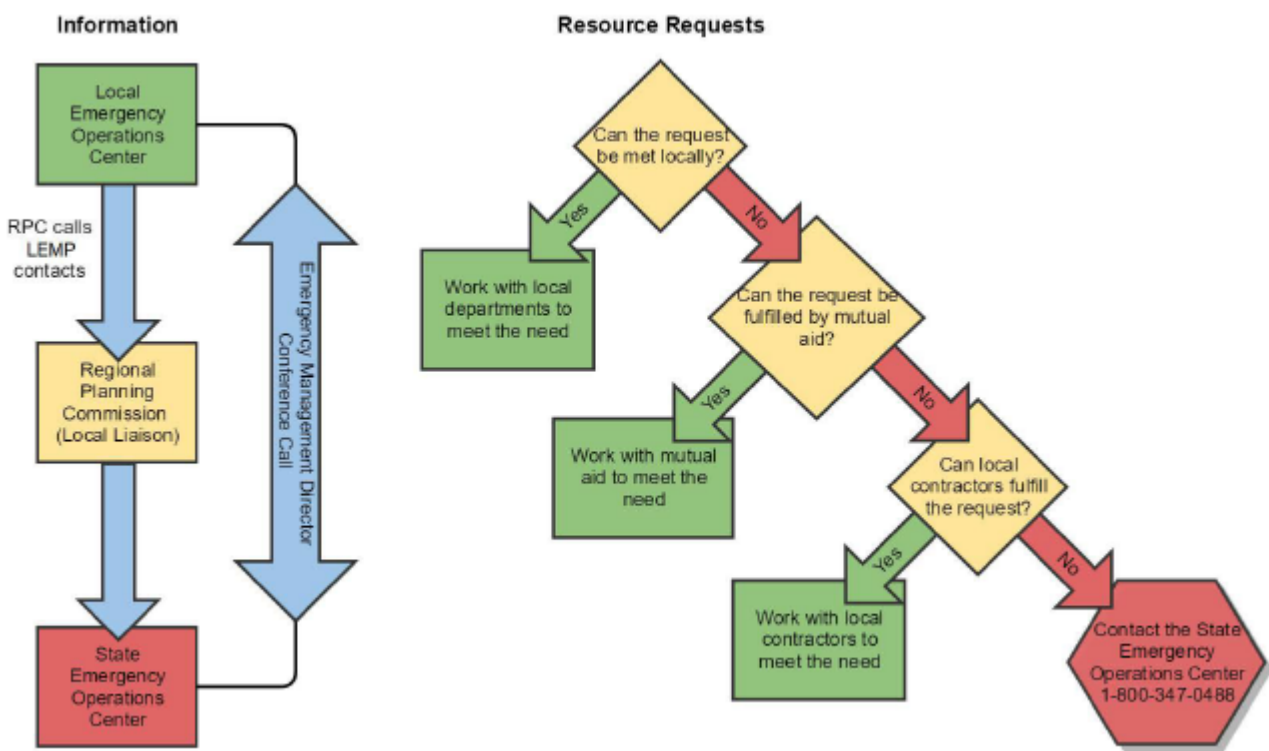 Information
Local
Emergency
Operations
Center
RPC calls
LEMP
contacts
Regional
Planning
Commission
(Local Liaison)
State
Emergency
Operations
Center
Emergency Management Director
Conference Call
Resource Requests
Can the request
be met locally?
Yes
No
Work with local
departments to
meet the need
Can the request be
fulfilled by mutual
aid?
Yes
No
Work with mutual
aid to meet the
need
Can local
contractors fulfill
the request?
Yes
No
Work with local
contractors to
meet the need
Contact the State
Emergency
Operations Center
1-800-347-0488